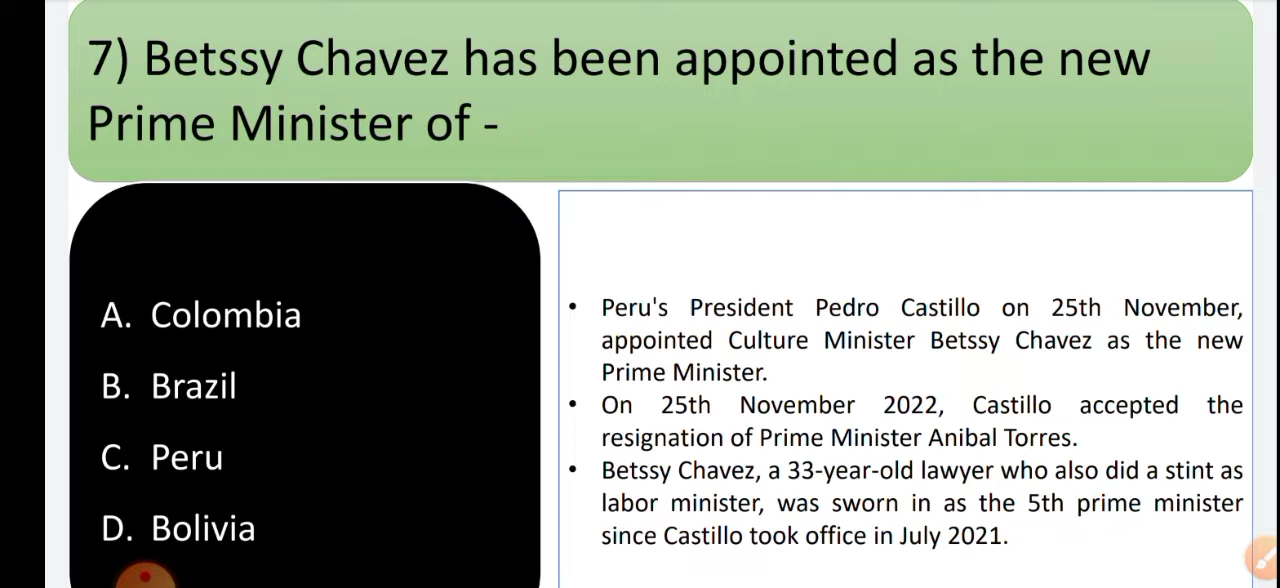 7) Betssy Chavez has been appointed as the new
Prime Minister of -
A. Colombia
B. Brazil
C. Peru
D. Bolivia
• Peru's President Pedro Castillo on 25th November,
appointed Culture Minister Betssy Chavez as the new
Prime Minister.
• On 25th November 2022, Castillo accepted the
resignation of Prime Minister Anibal Torres.
• Betssy Chavez, a 33-year-old lawyer who also did a stint as
labor minister, was sworn in as the 5th prime minister
since Castillo took office in July 2021.